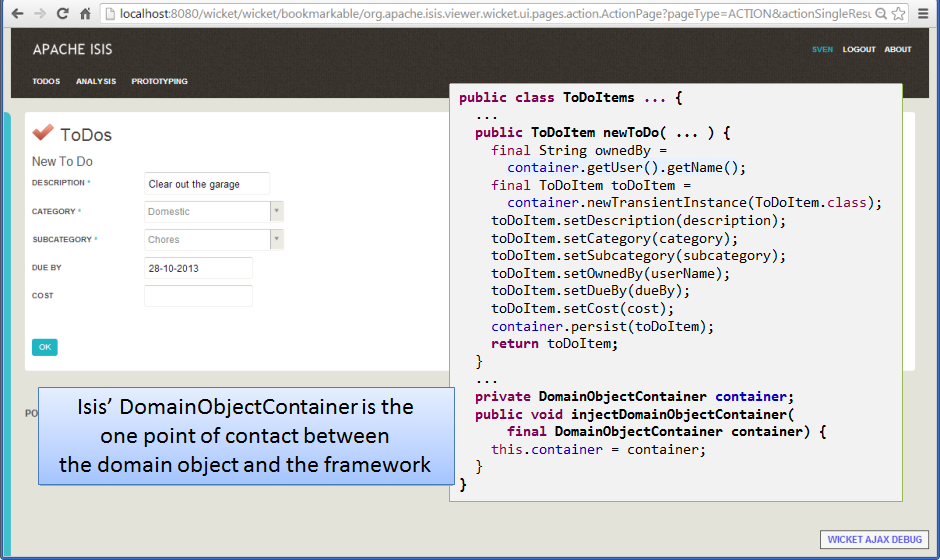 localhost:8080/wicket/wicket/bookmarkable/org.apache.isis.viewer.wicket.ui.pages.action.ActionPage?pageType=ACTION&actionSingleResu
APACHE ISIS
SVEN LOGOUT ABOUT
TODOS ANALYSIS PROTOTYPING
ToDos
New To Do
DESCRIPTION * Clear out the garage
CATEGORY * Domestic
SUBCATEGORY * Chores
DUE BY 28-10-2013
COST
OK
PO
public class ToDoItems ... {
...
public ToDoItem newToDo( ... ) {
final String ownedBy =
container.getUser().getName();
final ToDoItem toDoItem =
container.newTransientInstance(ToDoItem.class);
toDoItem.setDescription(description);
toDoItem.setCategory(category);
toDoItem.setSubcategory(subcategory);
toDoItem.setOwnedBy(userName);
toDoItem.setDueBy(dueBy);
toDoItem.setCost(cost);
container.persist(toDoItem);
return toDoItem;
}
...
private DomainObjectContainer container;
public void injectDomainObjectContainer(
final DomainObjectContainer container) {
this.container = container;
}
}
Isis’ DomainObjectContainer is the
one point of contact between
the domain object and the framework
WICKET AJAX DEBUG